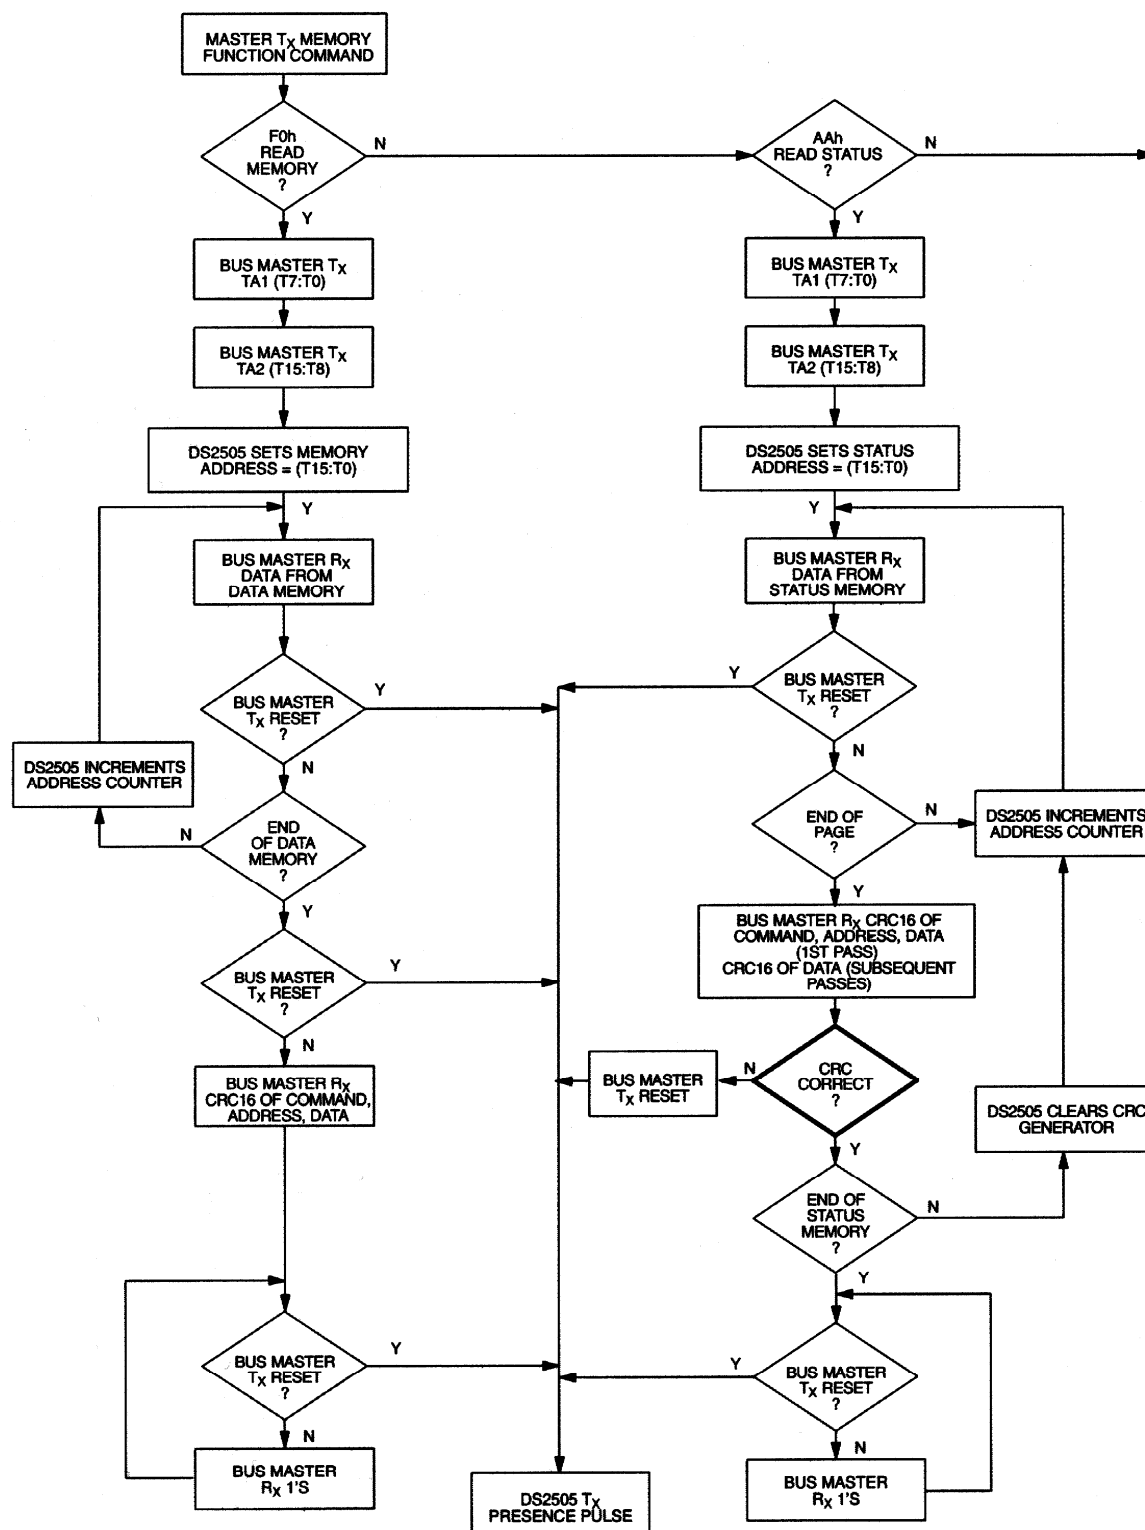 MASTER TX MEMORY
FUNCTION COMMAND
F0h
READ
MEMORY
?
N
Y
AAh
READ STATUS
?
N
Y
BUS MASTER TX
TA1 (T7:T0)
BUS MASTER TX
TA1 (T7:T0)
BUS MASTER TX
TA2 (T15:T8)
BUS MASTER TX
TA2 (T15:T8)
DS2505 SETS MEMORY
ADDRESS = (T15:T0)
DS2505 SETS STATUS
ADDRESS = (T15:T0)
Y
Y
BUS MASTER RX
DATA FROM
DATA MEMORY
BUS MASTER RX
DATA FROM
STATUS MEMORY
BUS MASTER
TX RESET
?
Y
N
Y
BUS MASTER
TX RESET
?
N
DS2505 INCREMENTS
ADDRESS COUNTER
END
OF DATA
MEMORY
?
N
Y
END OF
PAGE
?
N
Y
DS2505 INCREMENTS
ADDRES5 COUNTER
BUS MASTER
TX RESET
?
Y
N
BUS MASTER RX CRC16 OF
COMMAND, ADDRESS, DATA
(1ST PASS)
CRC16 OF DATA (SUBSEQUENT
PASSES)
BUS MASTER RX
CRC16 OF COMMAND,
ADDRESS, DATA
BUS MASTER
TX RESET
N
CRC
CORRECT
?
Y
DS2505 CLEARS CRC
GENERATOR
END OF
STATUS
MEMORY
?
N
Y
BUS MASTER
TX RESET
?
Y
N
Y
BUS MASTER
TX RESET
?
N
BUS MASTER
RX 1'S
DS2505 TX
PRESENCE PULSE
BUS MASTER
RX 1'S